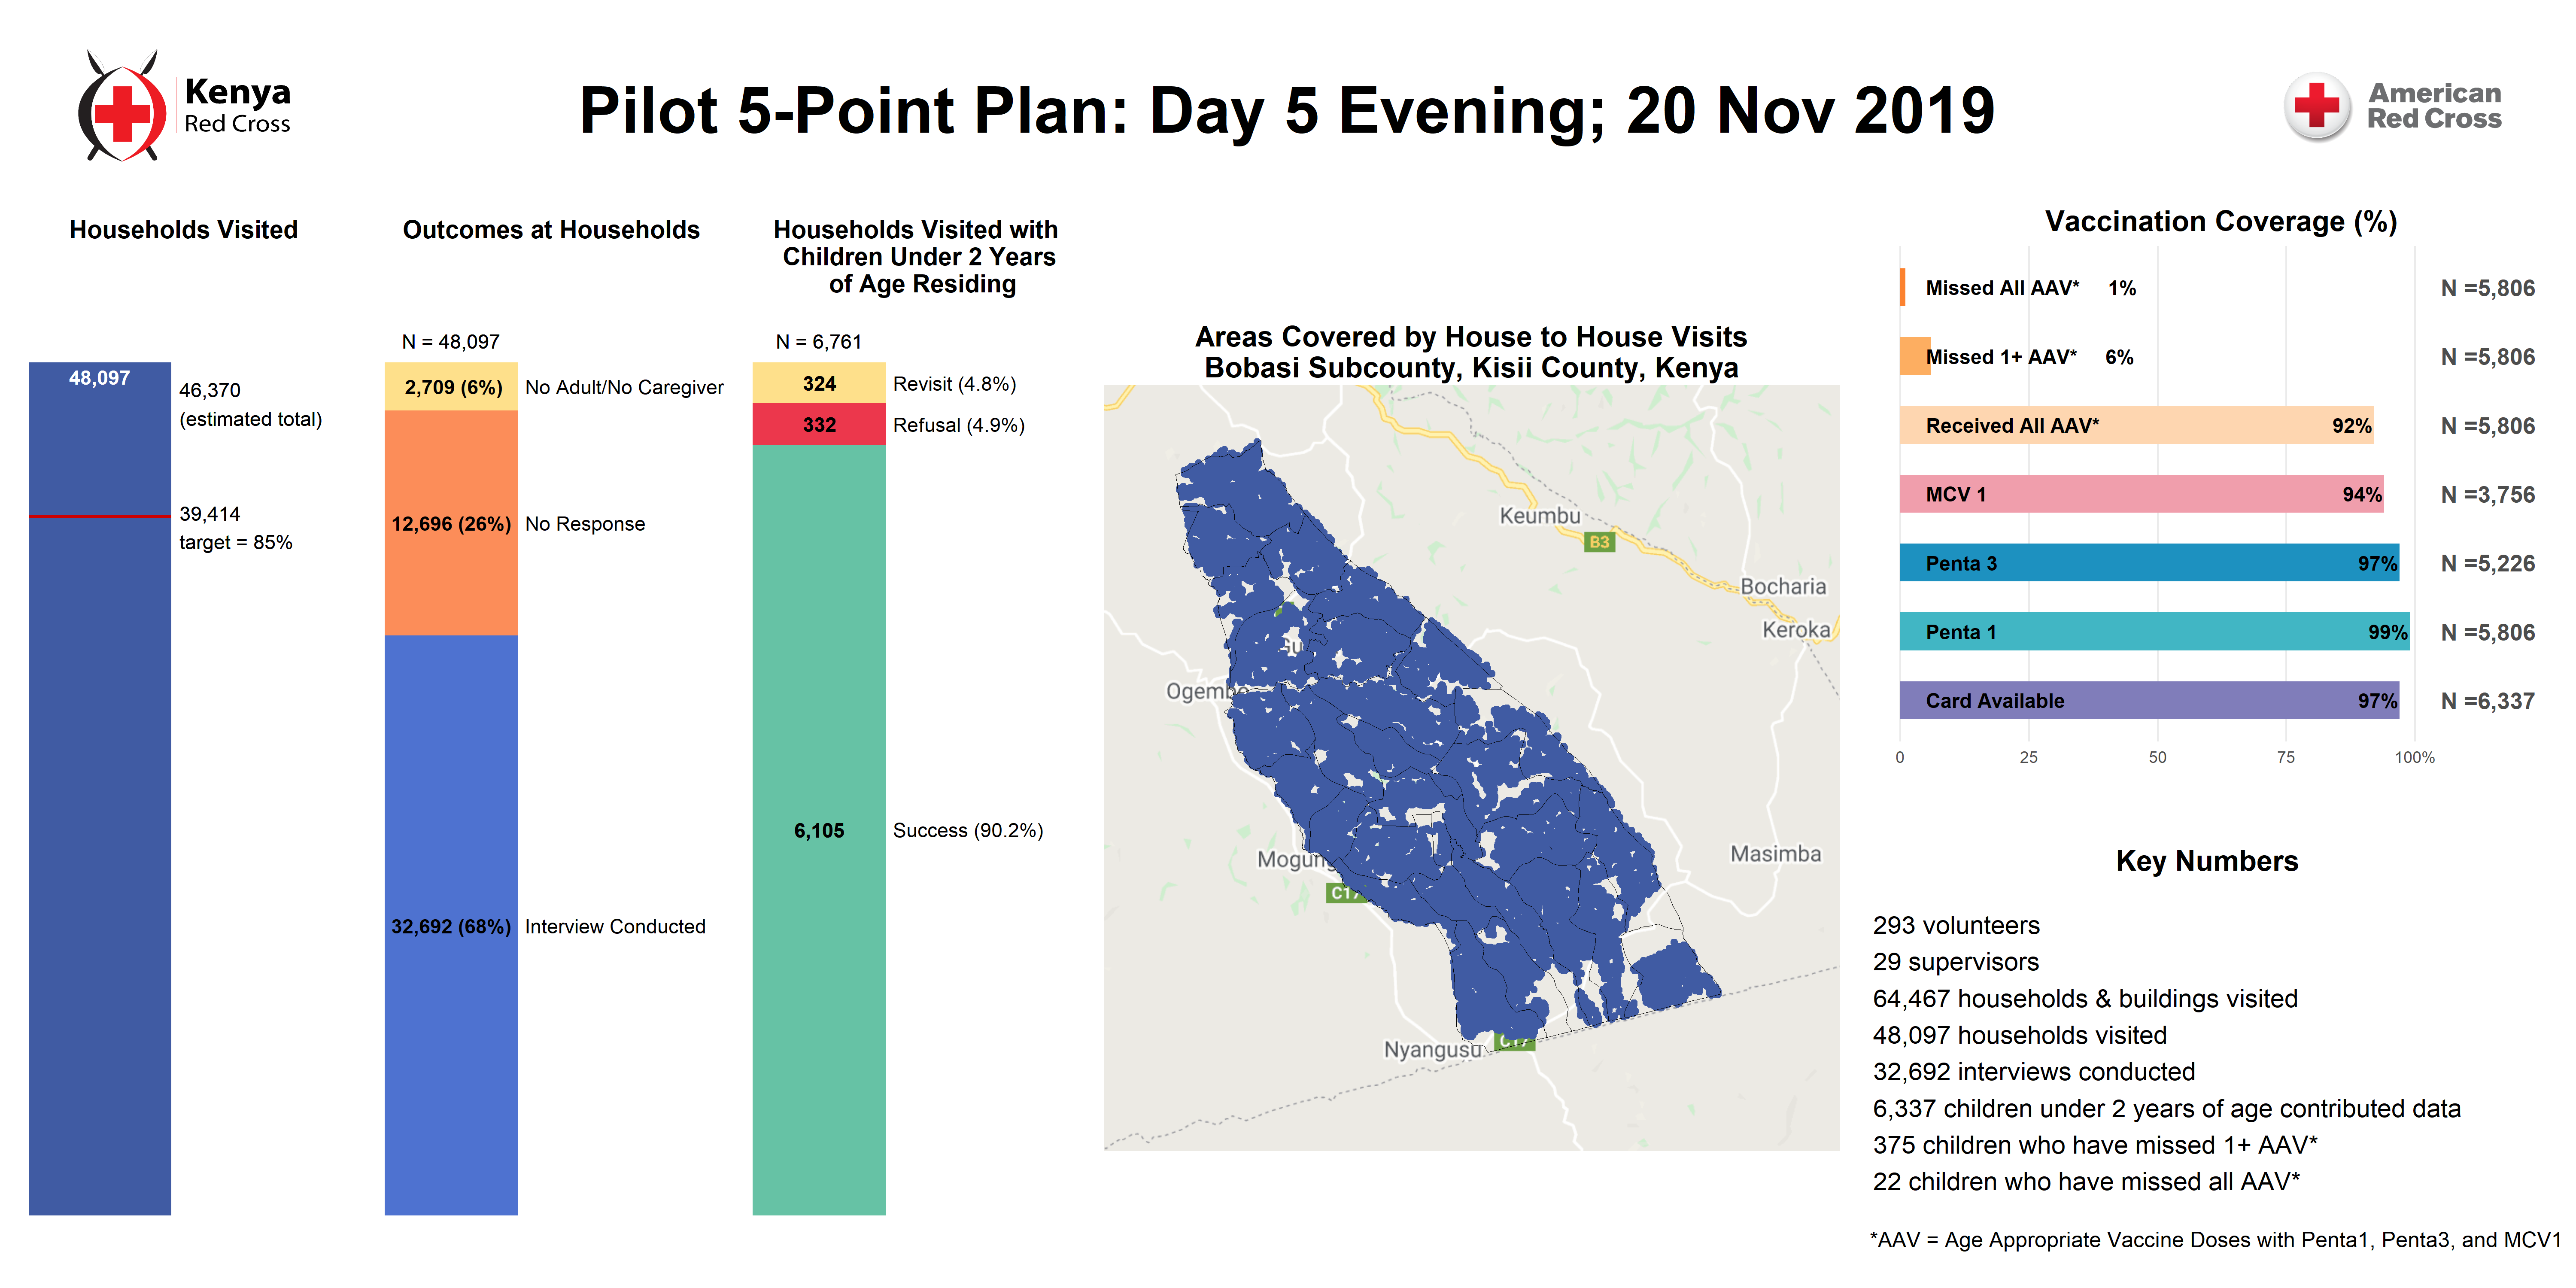 Kenya
Red Cross
Pilot 5-Point Plan: Day 5 Evening; 20 Nov 2019
American
Red Cross
Households Visited
48,097
46,370
(estimated total)
39,414
target = 85%
Outcomes at Households
N = 48,097
2,709 (6%)
No Adult/No Caregiver
12,696 (26%)
No Response
32,692 (68%)
Interview Conducted
Households Visited with
Children Under 2 Years
of Age Residing
N = 6,761
324
Revisit (4.8%)
332
Refusal (4.9%)
6,105
Success (90.2%)
Areas Covered by House to House Visits
Bobasi Subcounty, Kisii County, Kenya
Keumbu
B3
Bocharia
Keroka
Masimba
C17
Nyangusu
C17
Vaccination Coverage (%)
Missed All AAV* 1% N =5,806
Missed 1+ AAV* 6% N =5,806
Received All AAV* 92% N =5,806
MCV 1 94% N =3,756
Penta 3 97% N =5,226
Penta 1 99% N =5,806
Card Available 97% N =6,337
0 25 50 75 100%
Key Numbers
293 volunteers
29 supervisors
64,467 households & buildings visited
48,097 households visited
32,692 interviews conducted
6,337 children under 2 years of age contributed data
375 children who have missed 1+ AAV*
22 children who have missed all AAV*
*AAV = Age Appropriate Vaccine Doses with Penta1, Penta3, and MCV1